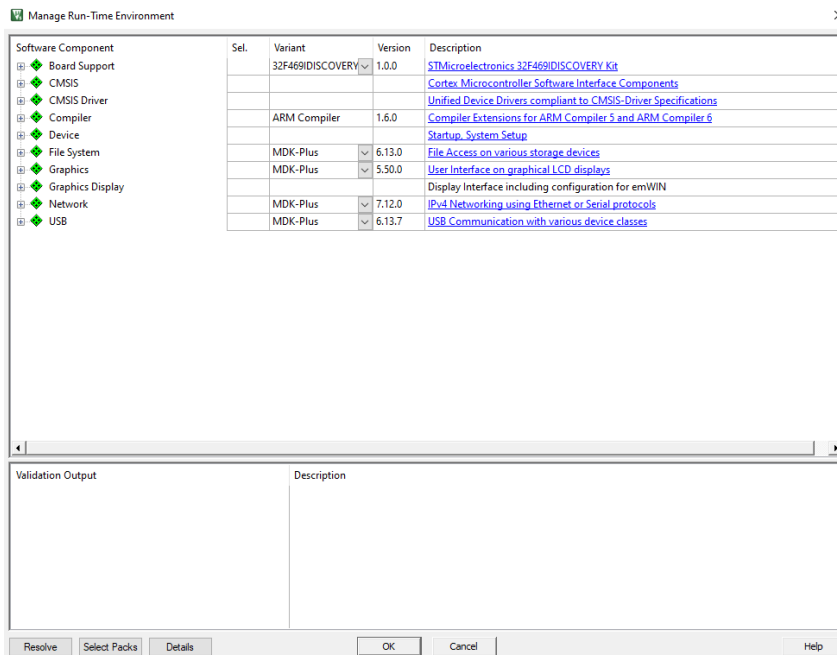 Manage Run-Time Environment
Software Component Sel. Variant Version Description
Board Support 32F469IDISCOVERY 1.0.0 STMicroelectronics 32F469IDISCOVERY Kit
CMSIS Cortex Microcontroller Software Interface Components
CMSIS Driver Unified Device Drivers compliant to CMSIS-Driver Specifications
Compiler ARM Compiler 1.6.0 Compiler Extensions for ARM Compiler 5 and ARM Compiler 6
Device Startup, System Setup
File System MDK-Plus 6.13.0 File Access on various storage devices
Graphics MDK-Plus 5.50.0 User Interface on graphical LCD displays
Graphics Display Display Interface including configuration for emWIN
Network MDK-Plus 7.12.0 IPv4 Networking using Ethernet or Serial protocols
USB MDK-Plus 6.13.7 USB Communication with various device classes
Validation Output Description
Resolve Select Packs Details OK Cancel Help